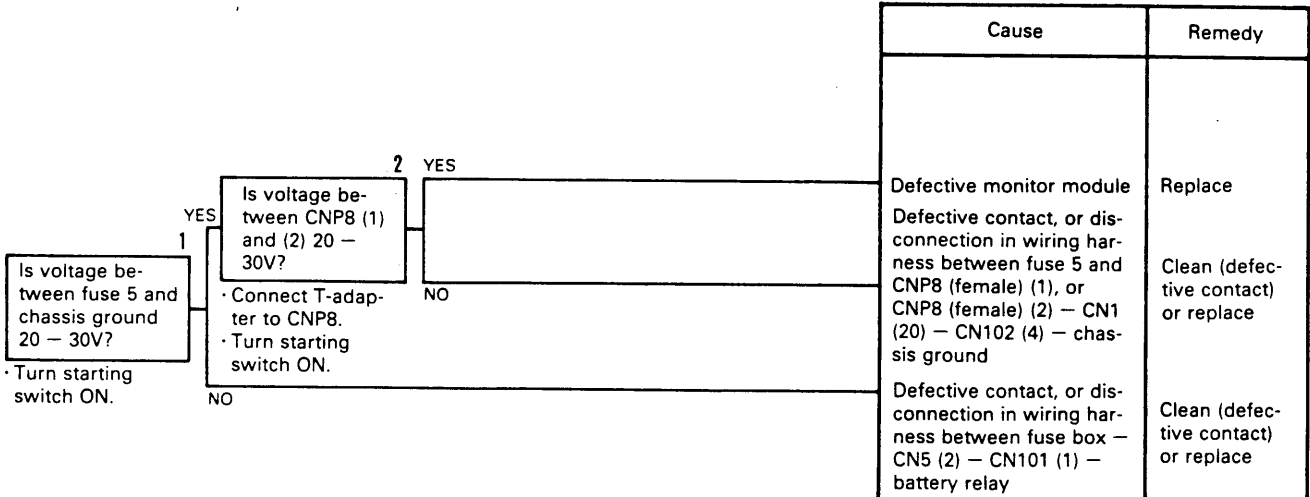 Cause
Remedy
2 YES
Is voltage be-
tween CNP8 (1)
and (2) 20 —
30V?
· Connect T-adap-
ter to CNP8.
· Turn starting
switch ON.
YES
1
Is voltage be-
tween fuse 5 and
chassis ground
20 — 30V?
· Turn starting
switch ON.
NO
NO
Defective monitor module
Replace
Defective contact, or dis-
connection in wiring har-
ness between fuse 5 and
CNP8 (female) (1), or
CNP8 (female) (2) — CN1
(20) — CN102 (4) — chas-
sis ground
Clean (defec-
tive contact)
or replace
Defective contact, or dis-
connection in wiring har-
ness between fuse box —
CN5 (2) — CN101 (1) —
battery relay
Clean (defec-
tive contact)
or replace